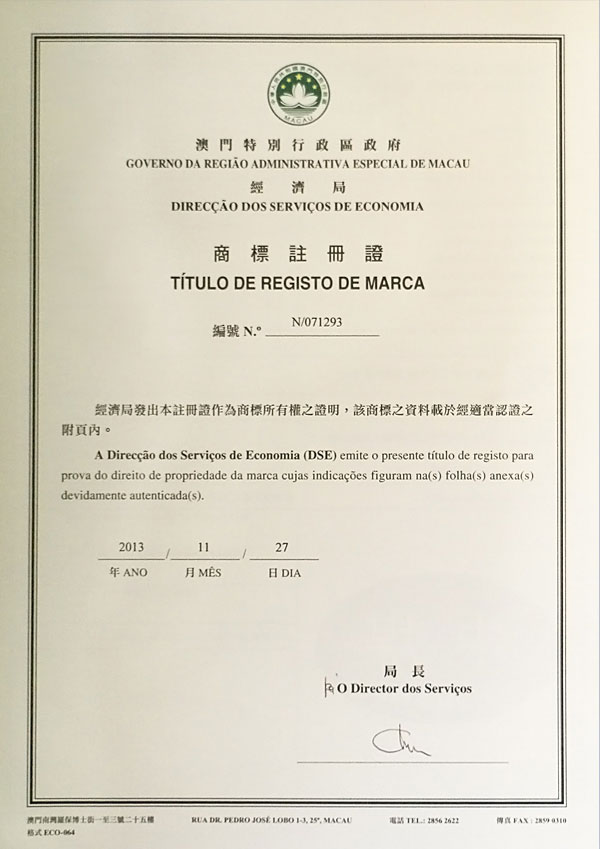 MACAU
澳門特別行政區政府
GOVERNO DA REGIÃO ADMINISTRATIVA ESPECIAL DE MACAU
經濟局
DIRECÇÃO DOS SERVIÇOS DE ECONOMIA
商標註冊證
TÍTULO DE REGISTO DE MARCA
編號 N.º N/071293
經濟局發出本註冊證作為商標所有權之證明，該商標之資料載於經適當認證之
附頁內。
A Direcção dos Serviços de Economia (DSE) emite o presente título de registo para
prova do direito de propriedade da marca cujas indicações figuram na(s) folha(s) anexa(s)
devidamente autenticada(s).
2013 / 11 / 27
年 ANO 月 MÊS 日 DIA
局長
O Director dos Serviços
澳門南灣羅保博士街一至三號二十五樓 RUA DR. PEDRO JOSÉ LOBO 1-3, 25º, MACAU 電話 TEL.: 2856 2622 傳真 FAX : 2859 0310
格式 ECO-064